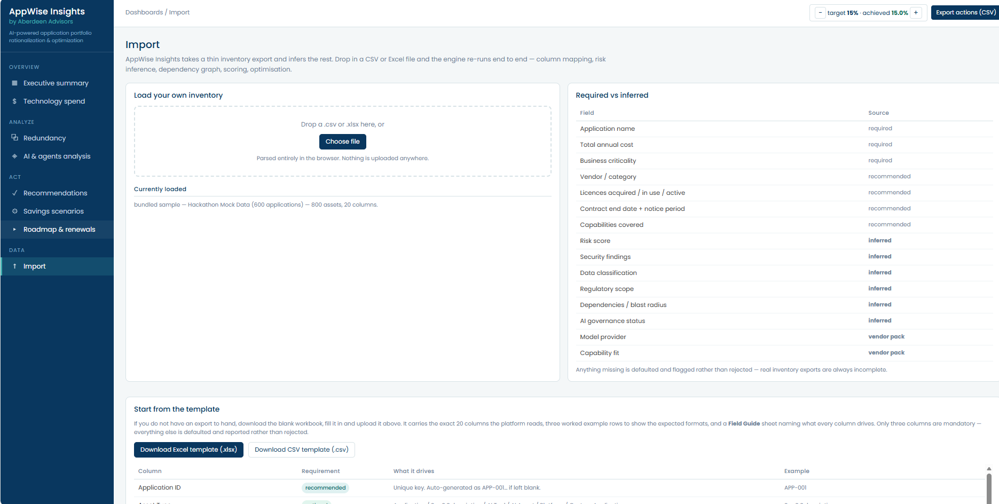 AppWise Insights
by Aberdeen Advisors
AI-powered application portfolio
rationalization & optimization
OVERVIEW
Executive summary
$ Technology spend
ANALYZE
Redundancy
AI & agents analysis
ACT
Recommendations
Savings scenarios
Roadmap & renewals
DATA
Import
Dashboards / Import
- target 15% · achieved 15.0% +
Export actions (CSV)
Import
AppWise Insights takes a thin inventory export and infers the rest. Drop in a CSV or Excel file and the engine re-runs end to end — column mapping, risk
inference, dependency graph, scoring, optimisation.
Load your own inventory
Drop a .csv or .xlsx here, or
Choose file
Parsed entirely in the browser. Nothing is uploaded anywhere.
Currently loaded
bundled sample — Hackathon Mock Data (600 applications) — 800 assets, 20 columns.
Required vs inferred
Field Source
Application name required
Total annual cost required
Business criticality required
Vendor / category recommended
Licences acquired / in use / active recommended
Contract end date + notice period recommended
Capabilities covered recommended
Risk score inferred
Security findings inferred
Data classification inferred
Regulatory scope inferred
Dependencies / blast radius inferred
AI governance status inferred
Model provider vendor pack
Capability fit vendor pack
Anything missing is defaulted and flagged rather than rejected — real inventory exports are always incomplete.
Start from the template
If you do not have an export to hand, download the blank workbook, fill it in and upload it above. It carries the exact 20 columns the platform reads, three worked example rows to show the expected formats, and a Field Guide sheet naming what every column drives. Only three columns are mandatory —
everything else is defaulted and reported rather than rejected.
Download Excel template (.xlsx) Download CSV template (.csv)
Column Requirement What it drives Example
Application ID recommended Unique key. Auto-generated as APP-001… if left blank. APP-001